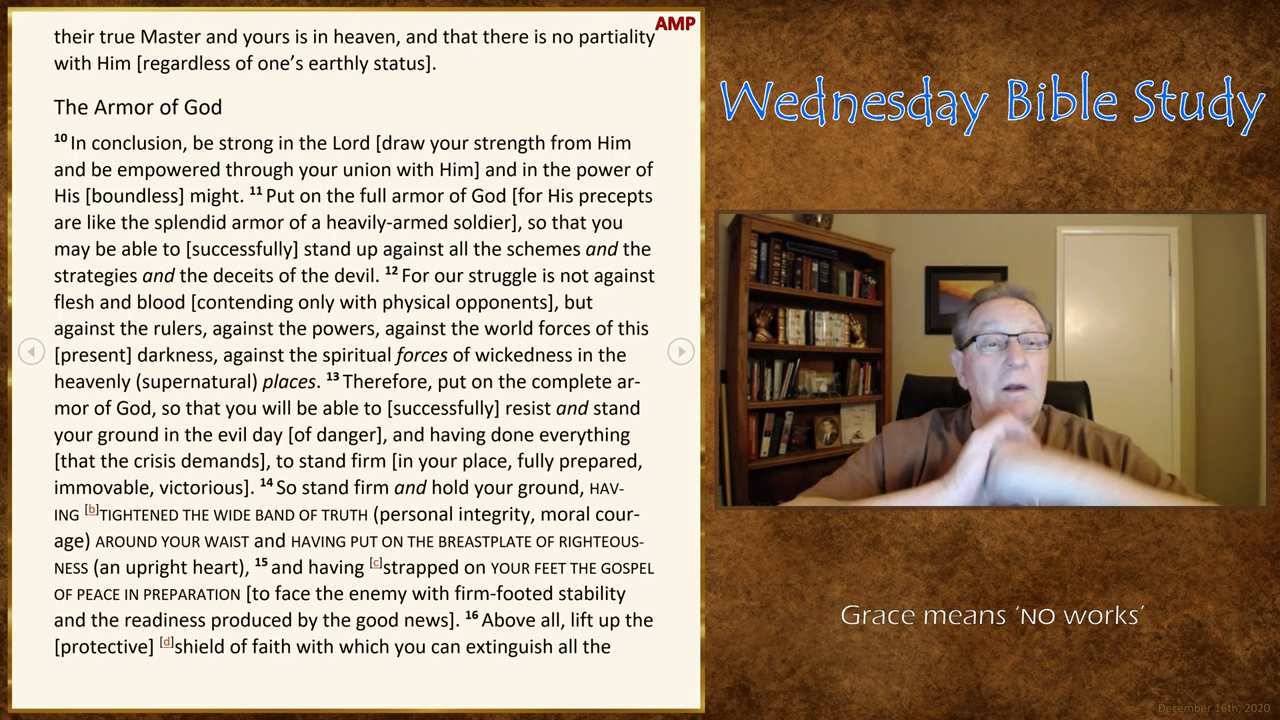 AMP
their true Master and yours is in heaven, and that there is no partiality
with Him [regardless of one’s earthly status].
The Armor of God
10 In conclusion, be strong in the Lord [draw your strength from Him
and be empowered through your union with Him] and in the power of
His [boundless] might. 11 Put on the full armor of God [for His precepts
are like the splendid armor of a heavily-armed soldier], so that you
may be able to [successfully] stand up against all the schemes and the
strategies and the deceits of the devil. 12 For our struggle is not against
flesh and blood [contending only with physical opponents], but
against the rulers, against the powers, against the world forces of this
[present] darkness, against the spiritual forces of wickedness in the
heavenly (supernatural) places. 13 Therefore, put on the complete ar-
mor of God, so that you will be able to [successfully] resist and stand
your ground in the evil day [of danger], and having done everything
[that the crisis demands], to stand firm [in your place, fully prepared,
immovable, victorious]. 14 So stand firm and hold your ground, HAV-
ING [b]TIGHTENED THE WIDE BAND OF TRUTH (personal integrity, moral cour-
age) AROUND YOUR WAIST and HAVING PUT ON THE BREASTPLATE OF RIGHTEOUS-
NESS (an upright heart), 15 and having [c]strapped on YOUR FEET THE GOSPEL
OF PEACE IN PREPARATION [to face the enemy with firm-footed stability
and the readiness produced by the good news]. 16 Above all, lift up the
[protective] [d]shield of faith with which you can extinguish all the
Wednesday Bible Study
Grace means ‘NO works’
December 16th, 2020